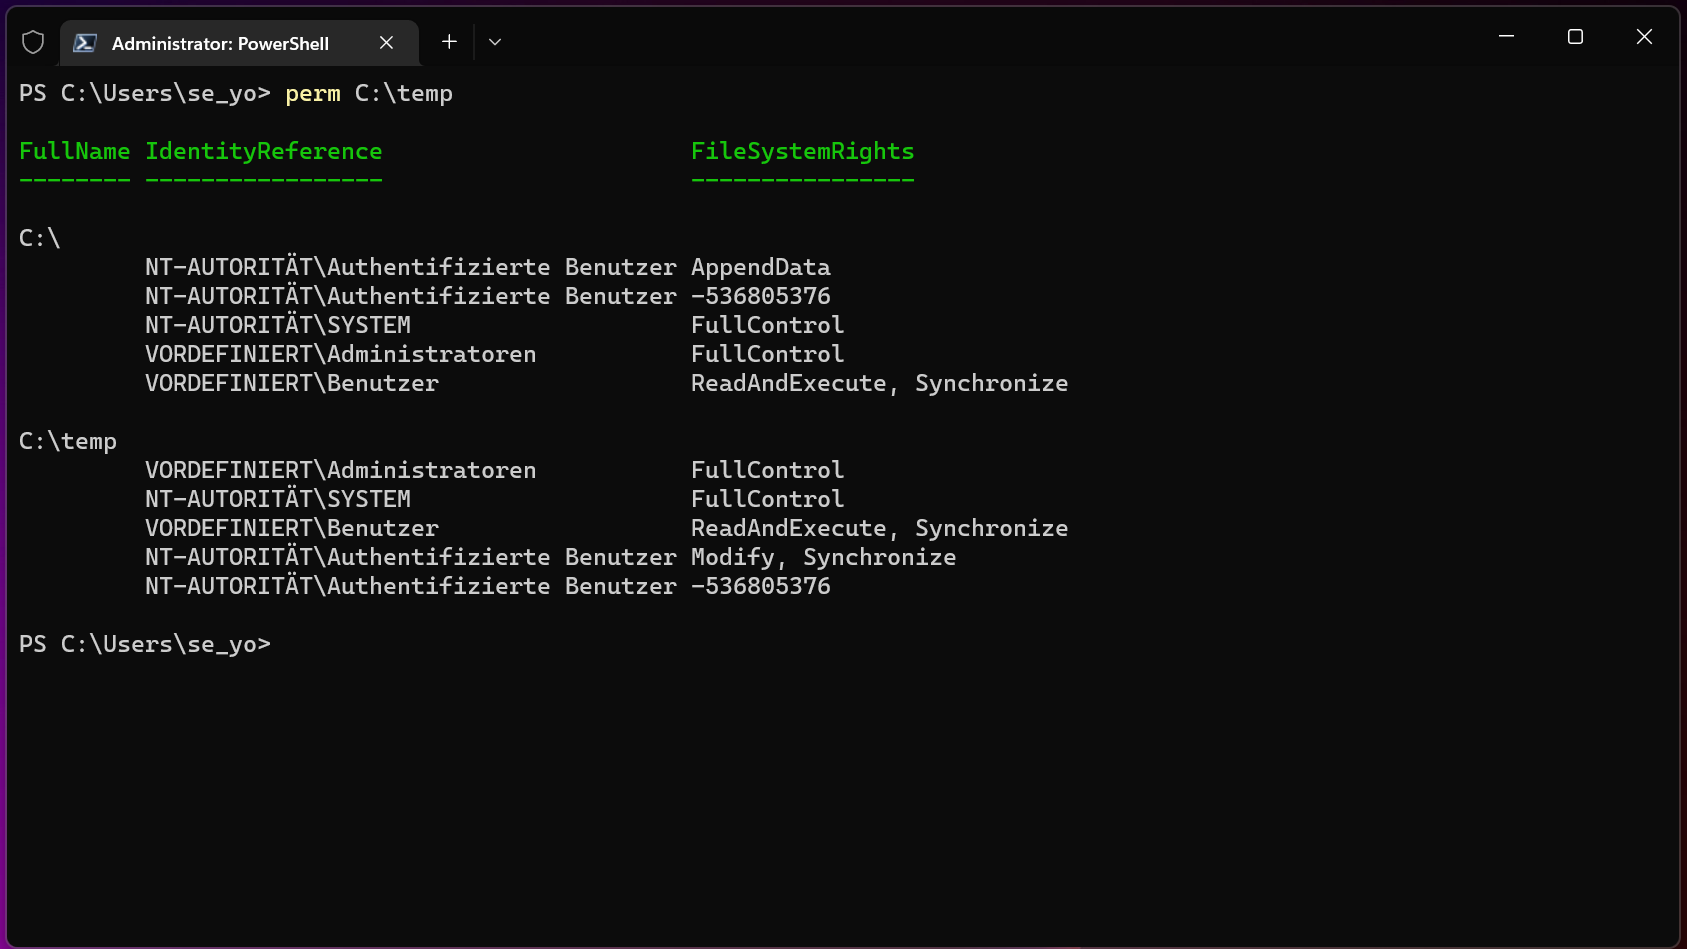 Administrator: PowerShell
PS C:\Users\se_yo> perm C:\temp
FullName IdentityReference                      FileSystemRights
-------- -----------------                      ----------------
C:\
         NT-AUTORITÄT\Authentifizierte Benutzer AppendData
         NT-AUTORITÄT\Authentifizierte Benutzer -536805376
         NT-AUTORITÄT\SYSTEM                    FullControl
         VORDEFINIERT\Administratoren           FullControl
         VORDEFINIERT\Benutzer                  ReadAndExecute, Synchronize
C:\temp
         VORDEFINIERT\Administratoren           FullControl
         NT-AUTORITÄT\SYSTEM                    FullControl
         VORDEFINIERT\Benutzer                  ReadAndExecute, Synchronize
         NT-AUTORITÄT\Authentifizierte Benutzer Modify, Synchronize
         NT-AUTORITÄT\Authentifizierte Benutzer -536805376
PS C:\Users\se_yo>